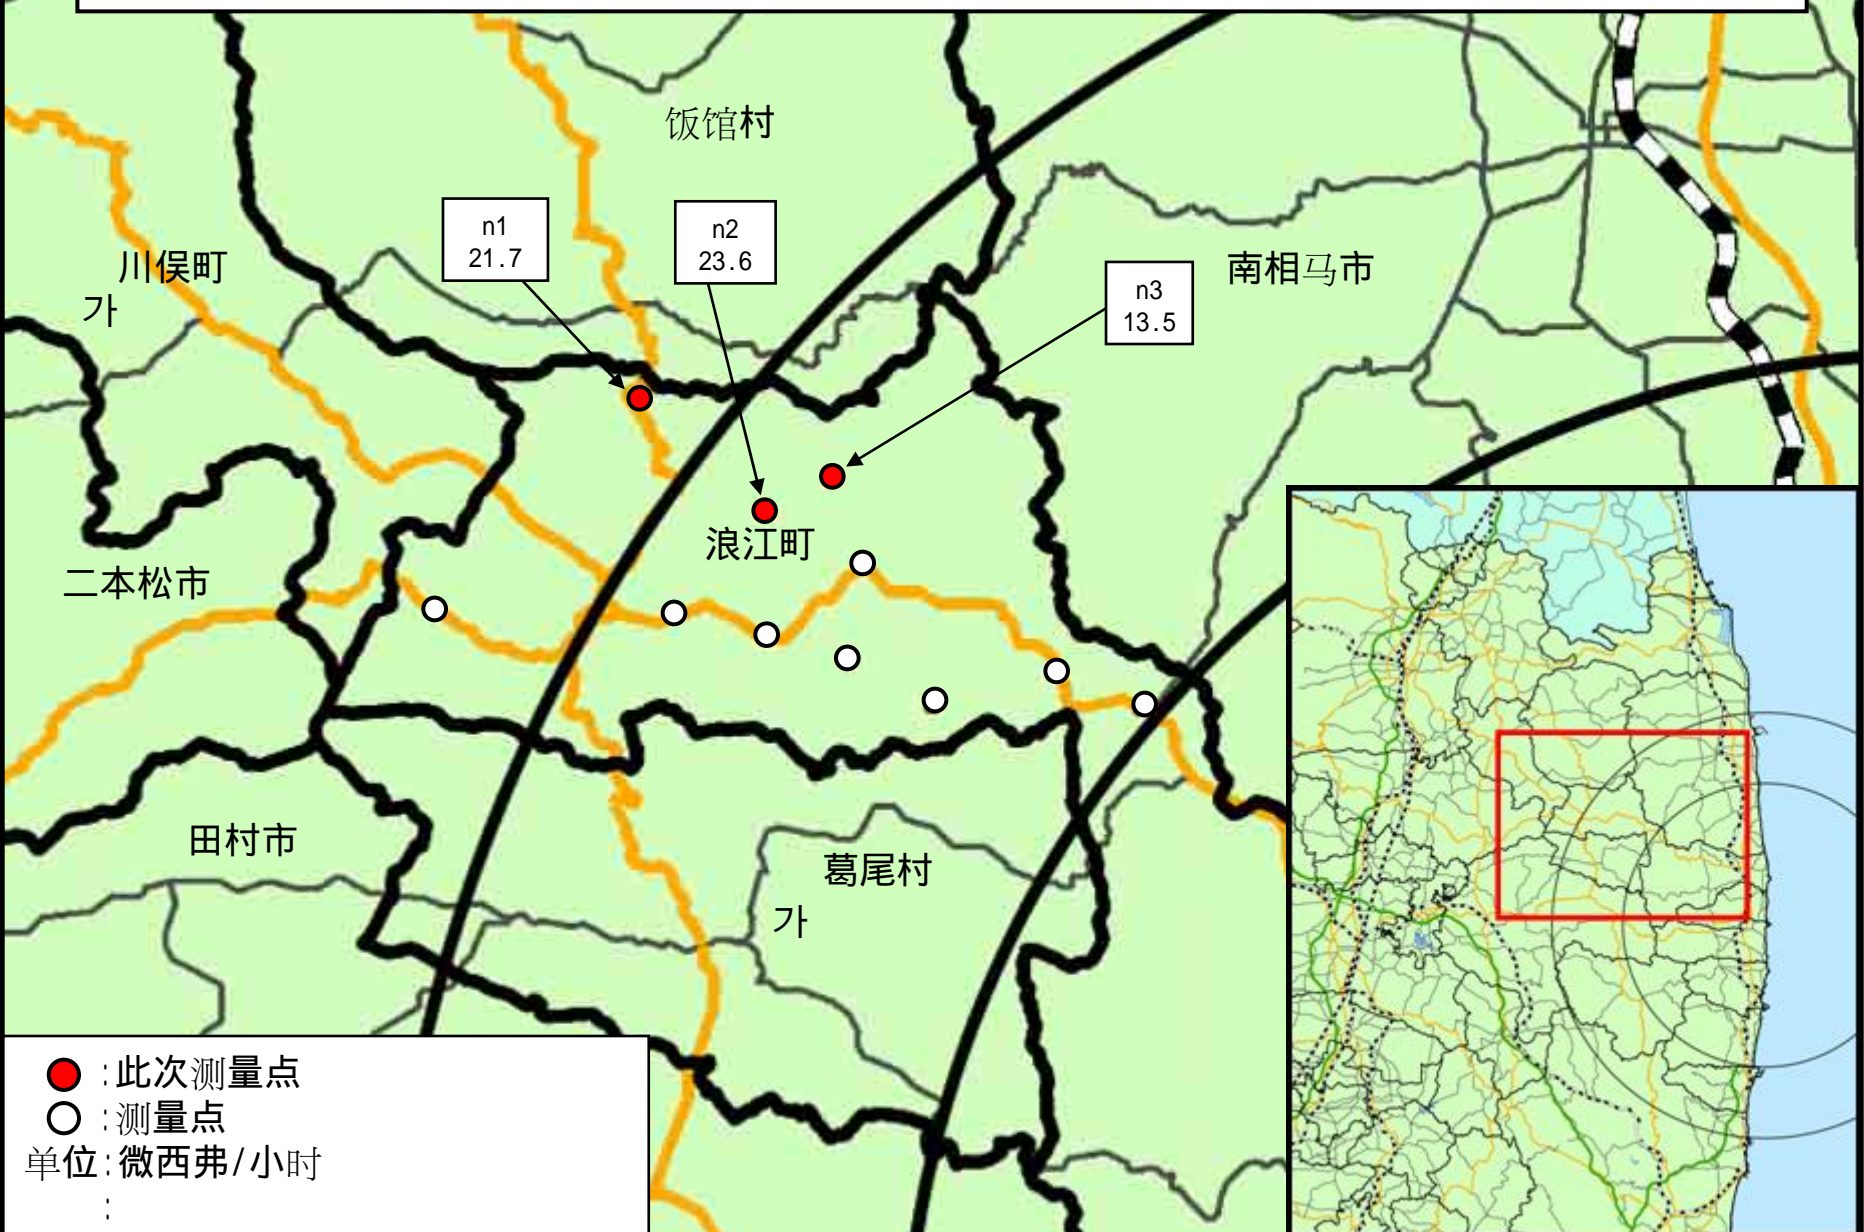 饭馆村
n1
21.7
n2
23.6
n3
13.5
川俣町
가
南相马市
浪江町
二本松市
田村市
葛尾村
가
:此次测量点
:测量点
单位:微西弗/小时
: